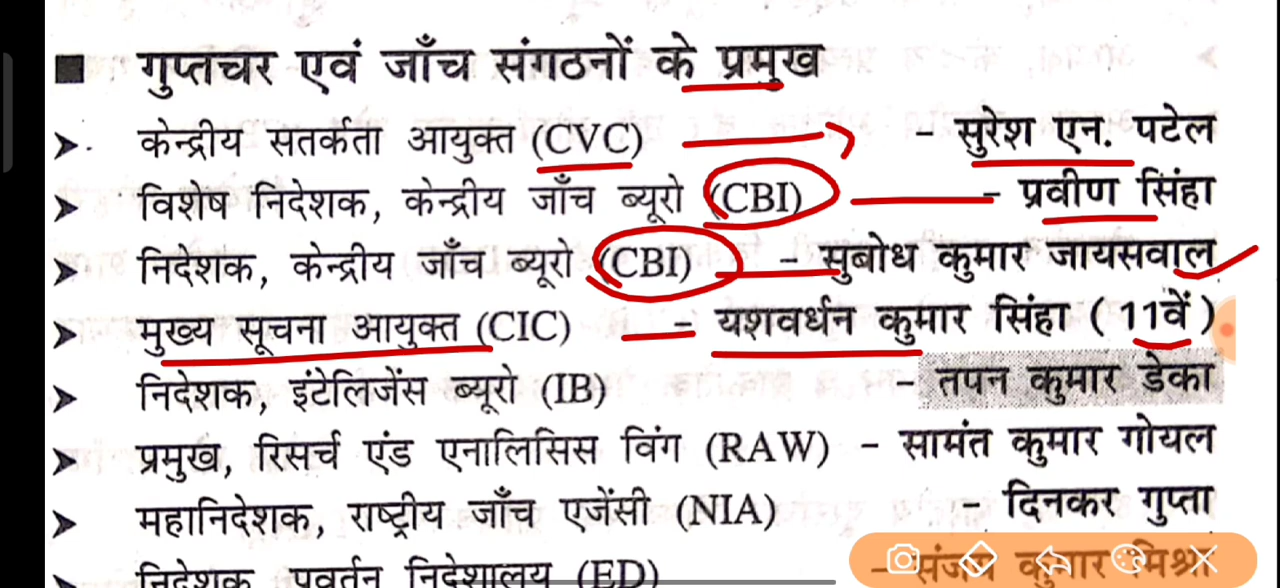 ■ गुप्तचर एवं जाँच संगठनों के प्रमुख
➤ केन्द्रीय सतर्कता आयुक्त (CVC) - सुरेश एन. पटेल
➤ विशेष निदेशक, केन्द्रीय जाँच ब्यूरो (CBI) - प्रवीण सिंहा
➤ निदेशक, केन्द्रीय जाँच ब्यूरो (CBI) - सुबोध कुमार जायसवाल
➤ मुख्य सूचना आयुक्त (CIC) - यशवर्धन कुमार सिंहा ( 11वें )
➤ निदेशक, इंटेलिजेंस ब्यूरो (IB) - तपन कुमार डेका
➤ प्रमुख, रिसर्च एंड एनालिसिस विंग (RAW) - सामंत कुमार गोयल
➤ महानिदेशक, राष्ट्रीय जाँच एजेंसी (NIA) - दिनकर गुप्ता
➤ निदेशक, प्रवर्तन निदेशालय (ED) - संजय कुमार मिश्रा